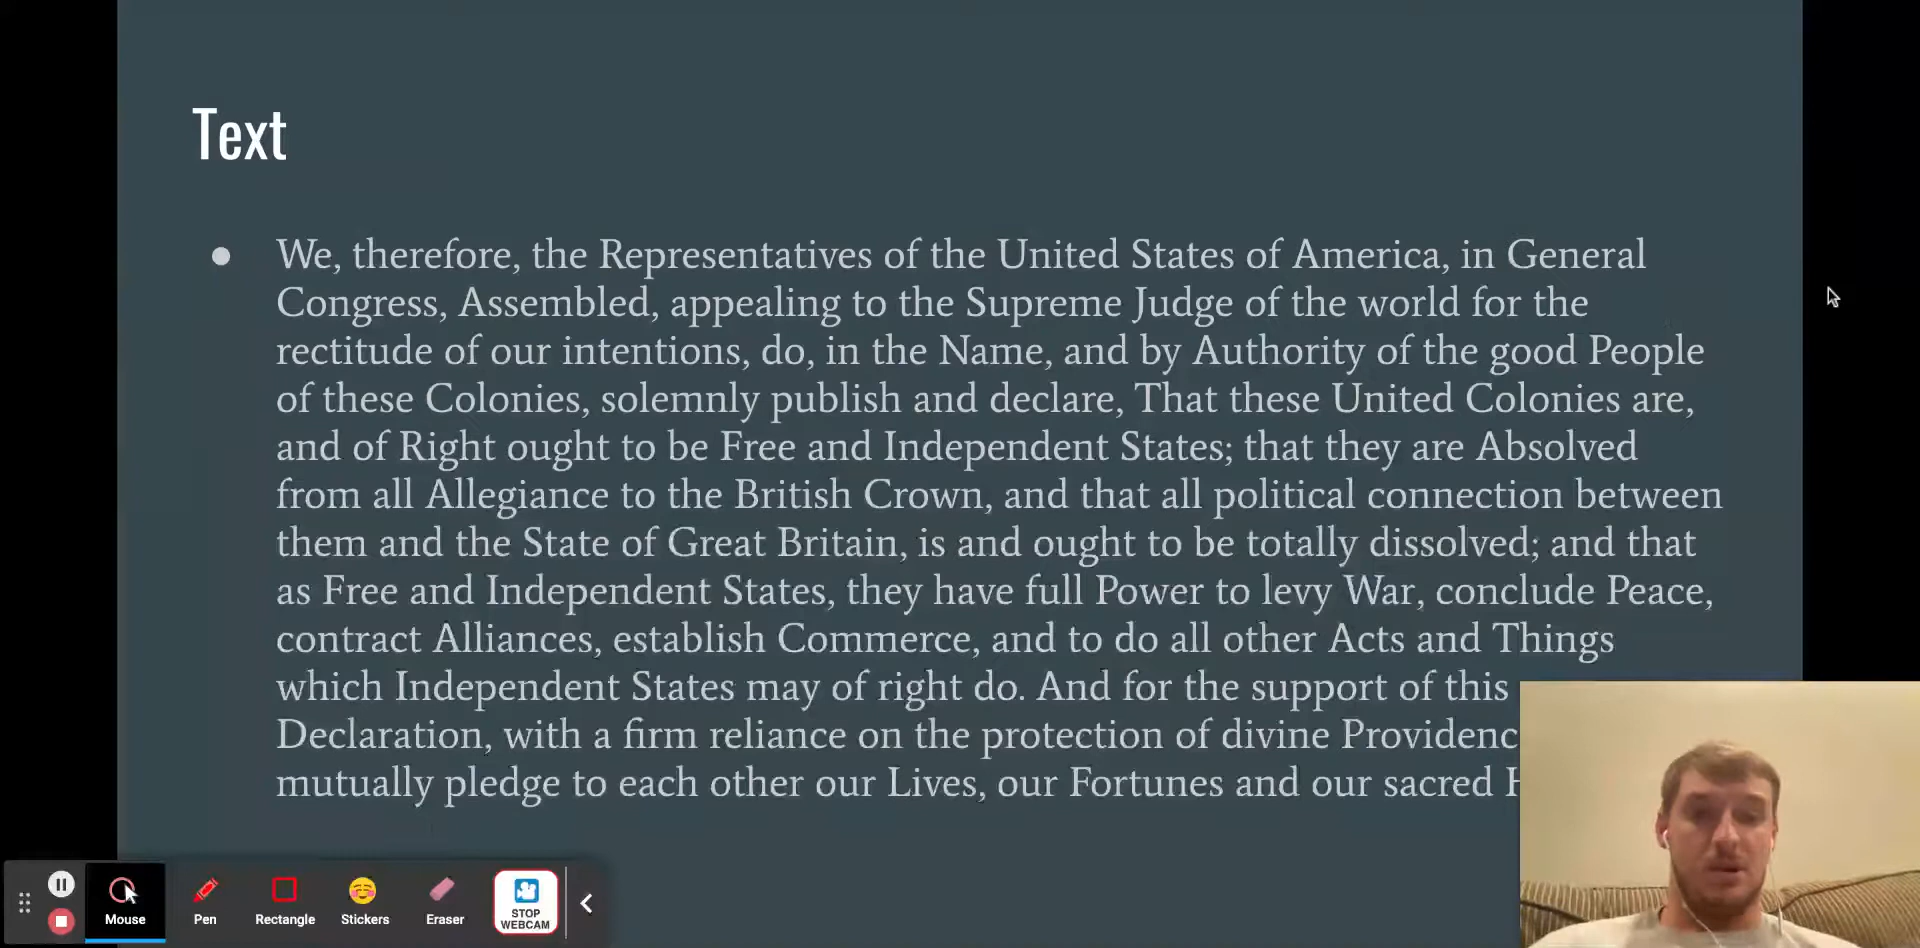 Text
● We, therefore, the Representatives of the United States of America, in General
Congress, Assembled, appealing to the Supreme Judge of the world for the
rectitude of our intentions, do, in the Name, and by Authority of the good People
of these Colonies, solemnly publish and declare, That these United Colonies are,
and of Right ought to be Free and Independent States; that they are Absolved
from all Allegiance to the British Crown, and that all political connection between
them and the State of Great Britain, is and ought to be totally dissolved; and that
as Free and Independent States, they have full Power to levy War, conclude Peace,
contract Alliances, establish Commerce, and to do all other Acts and Things
which Independent States may of right do. And for the support of this
Declaration, with a firm reliance on the protection of divine
mutually pledge to each other our Lives, our Fortunes and our sacred
Mouse
Pen
Rectangle
Stickers
Eraser
STOP
WEBCAM